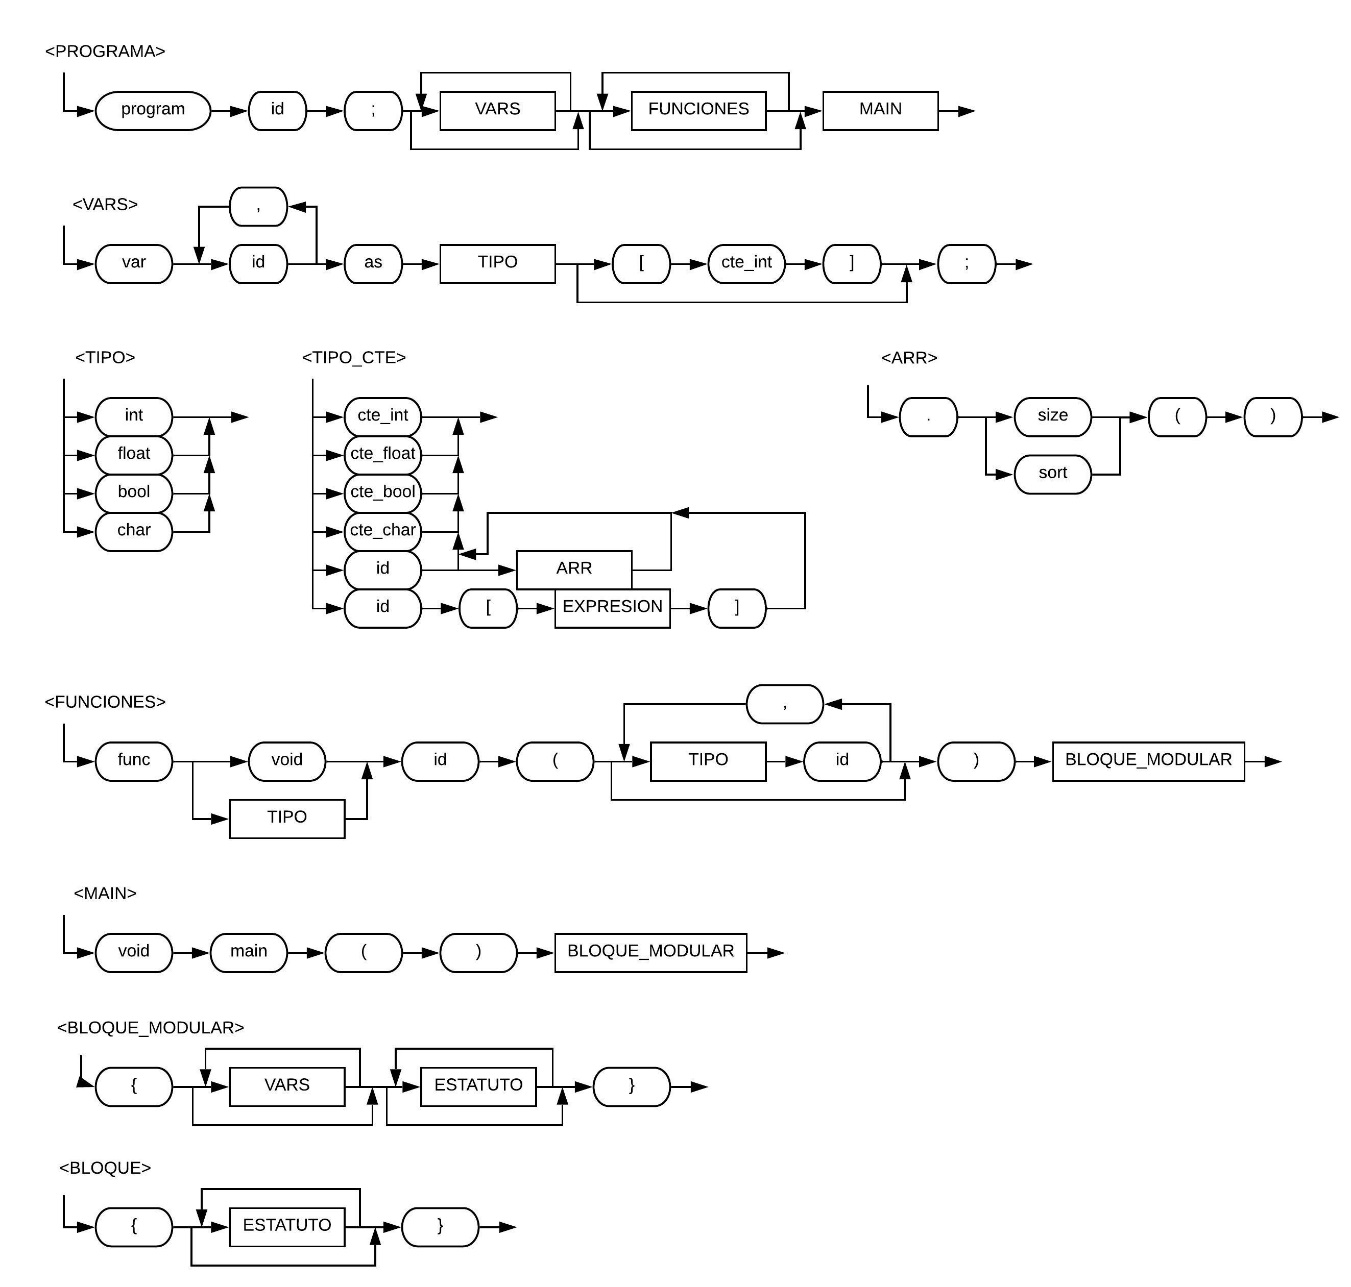 <PROGRAMA>
program id ; VARS FUNCIONES MAIN
<VARS>
,
var id as TIPO [ cte_int ] ;
<TIPO> <TIPO_CTE> <ARR>
int cte_int . size ( )
float cte_float
sort
bool cte_bool
char cte_char
id ARR
id [ EXPRESION ]
<FUNCIONES>
,
func void id ( TIPO id ) BLOQUE_MODULAR
TIPO
<MAIN>
void main ( ) BLOQUE_MODULAR
<BLOQUE_MODULAR>
{ VARS ESTATUTO }
<BLOQUE>
{ ESTATUTO }